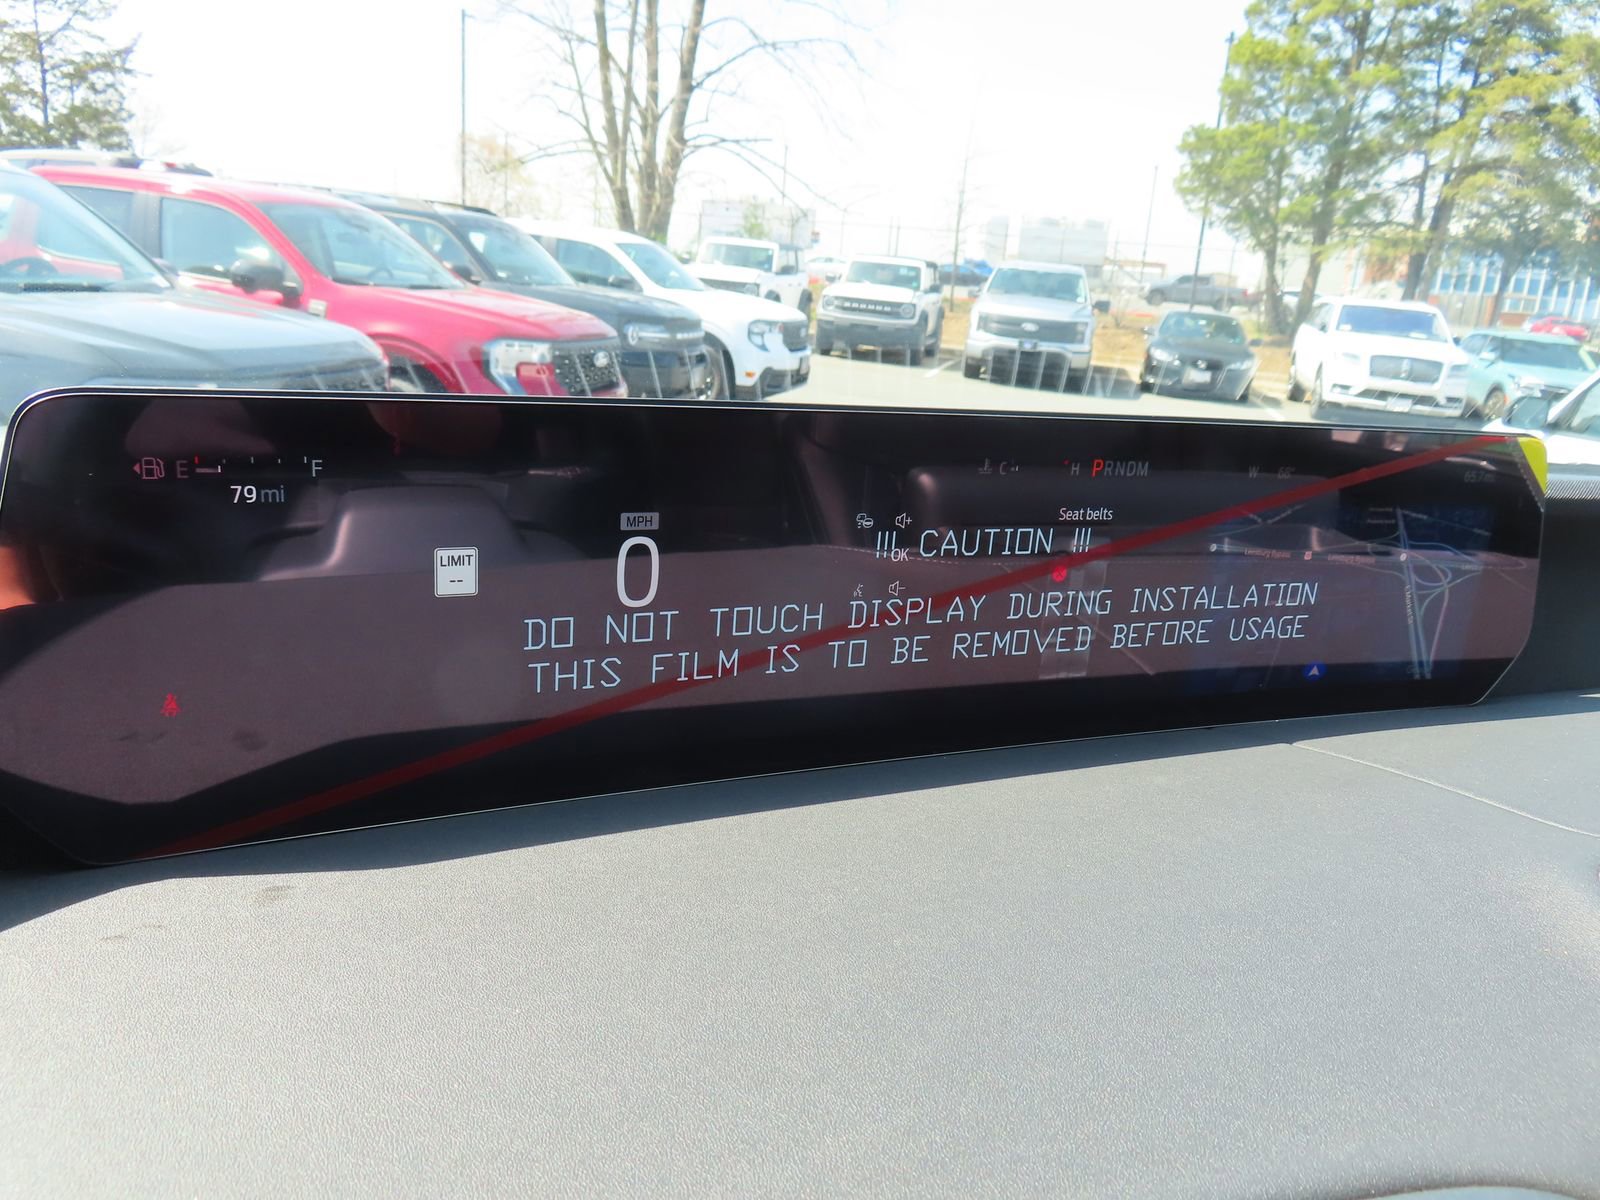 E F
79 mi
LIMIT
--
MPH
0
C H PRNDM
W 68°
Seat belts
!!! CAUTION !!!
OK
DO NOT TOUCH DISPLAY DURING INSTALLATION
THIS FILM IS TO BE REMOVED BEFORE USAGE